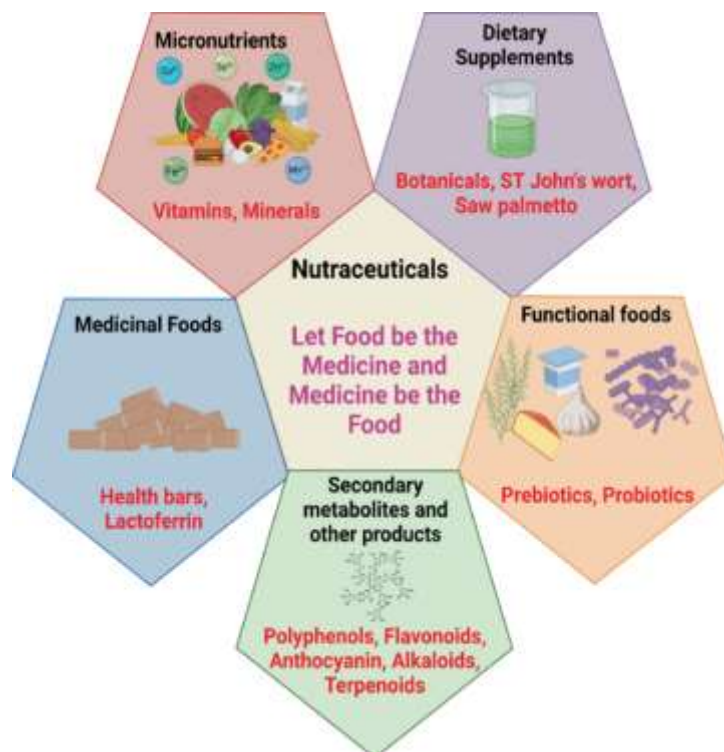 Micronutrients
Vitamins, Minerals
Dietary
Supplements
Botanicals, ST John's wort,
Saw palmetto
Nutraceuticals
Let Food be the
Medicine and
Medicine be the
Food
Medicinal Foods
Health bars,
Lactoferrin
Functional foods
Prebiotics, Probiotics
Secondary
metabolites and
other products
Polyphenols, Flavonoids,
Anthocyanin, Alkaloids,
Terpenoids